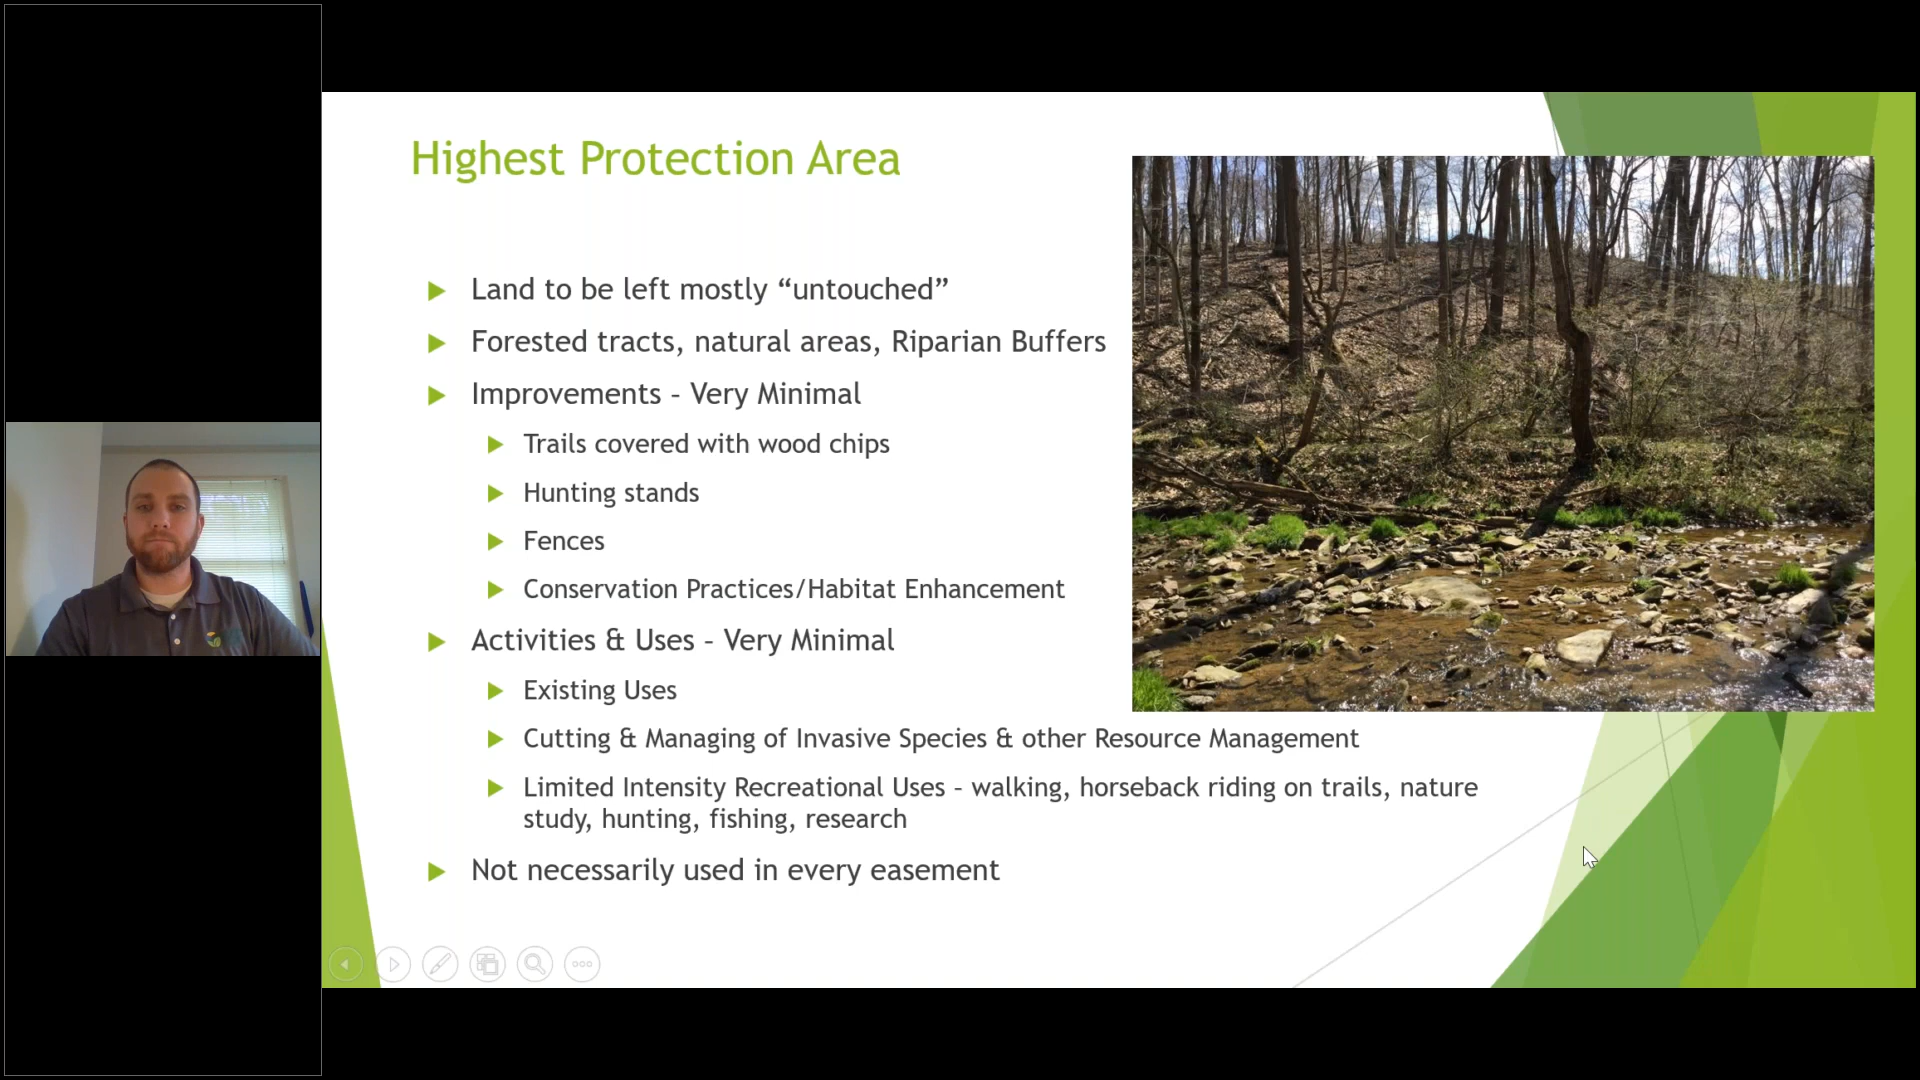 Highest Protection Area
Land to be left mostly “untouched”
Forested tracts, natural areas, Riparian Buffers
Improvements – Very Minimal
Trails covered with wood chips
Hunting stands
Fences
Conservation Practices/Habitat Enhancement
Activities & Uses – Very Minimal
Existing Uses
Cutting & Managing of Invasive Species & other Resource Management
Limited Intensity Recreational Uses – walking, horseback riding on trails, nature
study, hunting, fishing, research
Not necessarily used in every easement